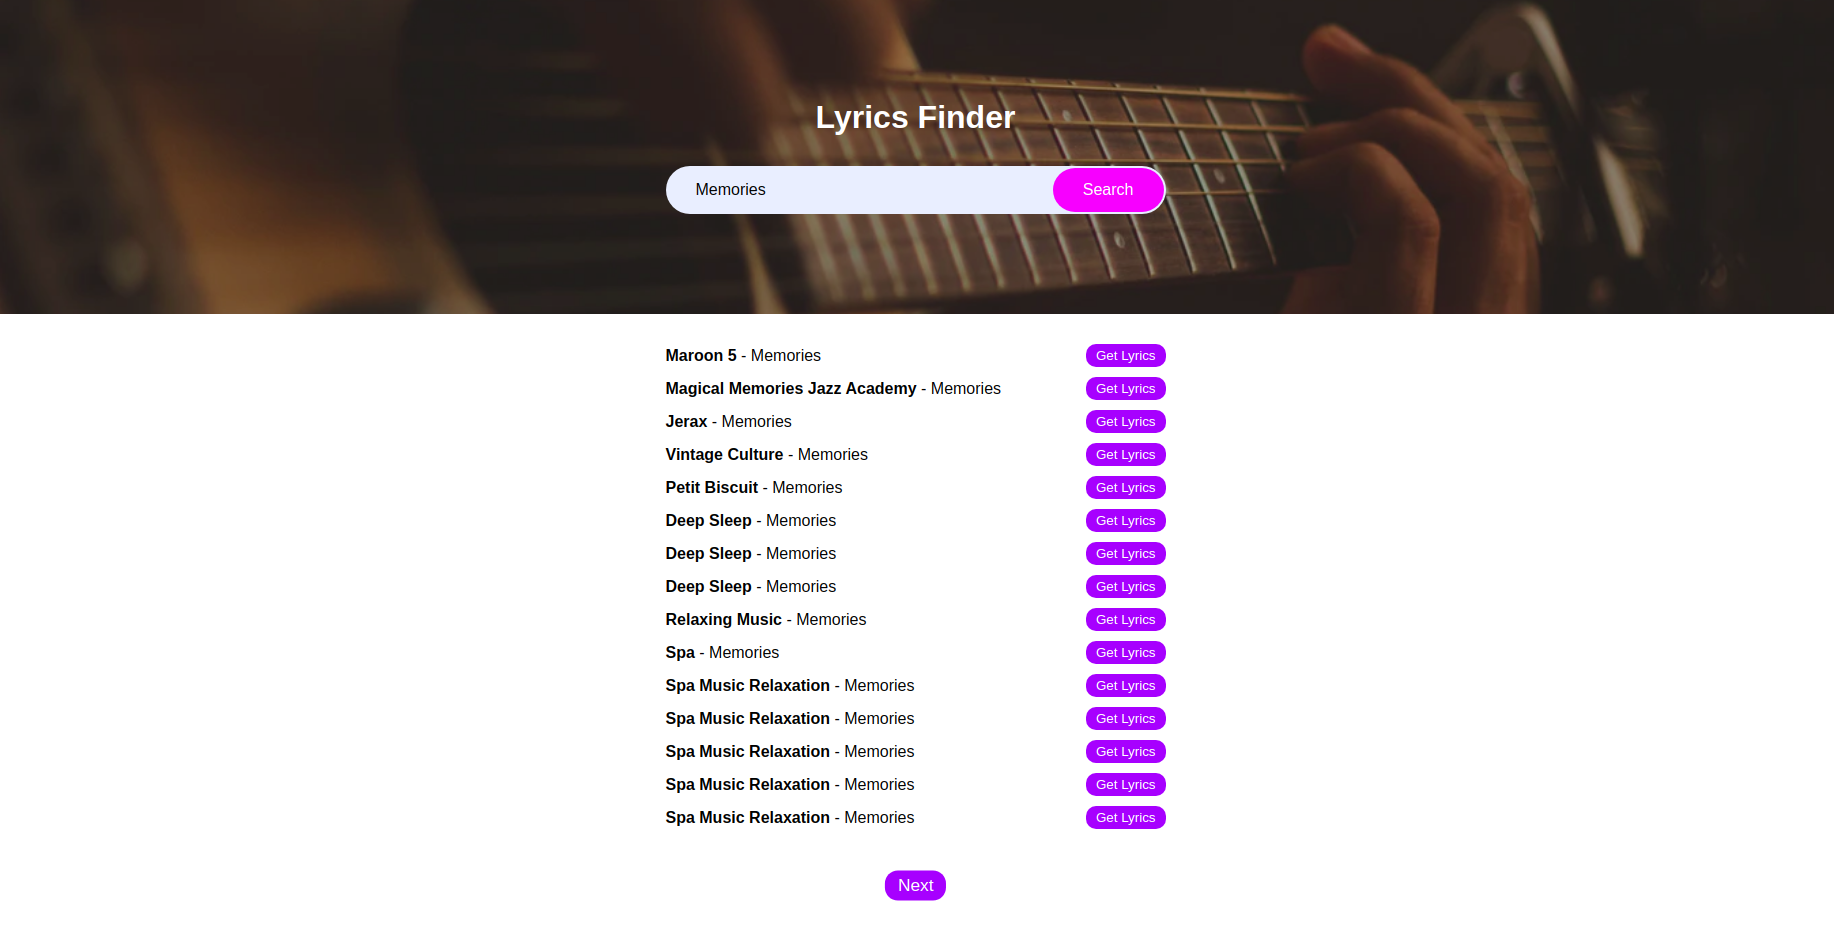 Lyrics Finder
Memories Search
Maroon 5 - Memories Get Lyrics
Magical Memories Jazz Academy - Memories Get Lyrics
Jerax - Memories Get Lyrics
Vintage Culture - Memories Get Lyrics
Petit Biscuit - Memories Get Lyrics
Deep Sleep - Memories Get Lyrics
Deep Sleep - Memories Get Lyrics
Deep Sleep - Memories Get Lyrics
Relaxing Music - Memories Get Lyrics
Spa - Memories Get Lyrics
Spa Music Relaxation - Memories Get Lyrics
Spa Music Relaxation - Memories Get Lyrics
Spa Music Relaxation - Memories Get Lyrics
Spa Music Relaxation - Memories Get Lyrics
Spa Music Relaxation - Memories Get Lyrics
Next